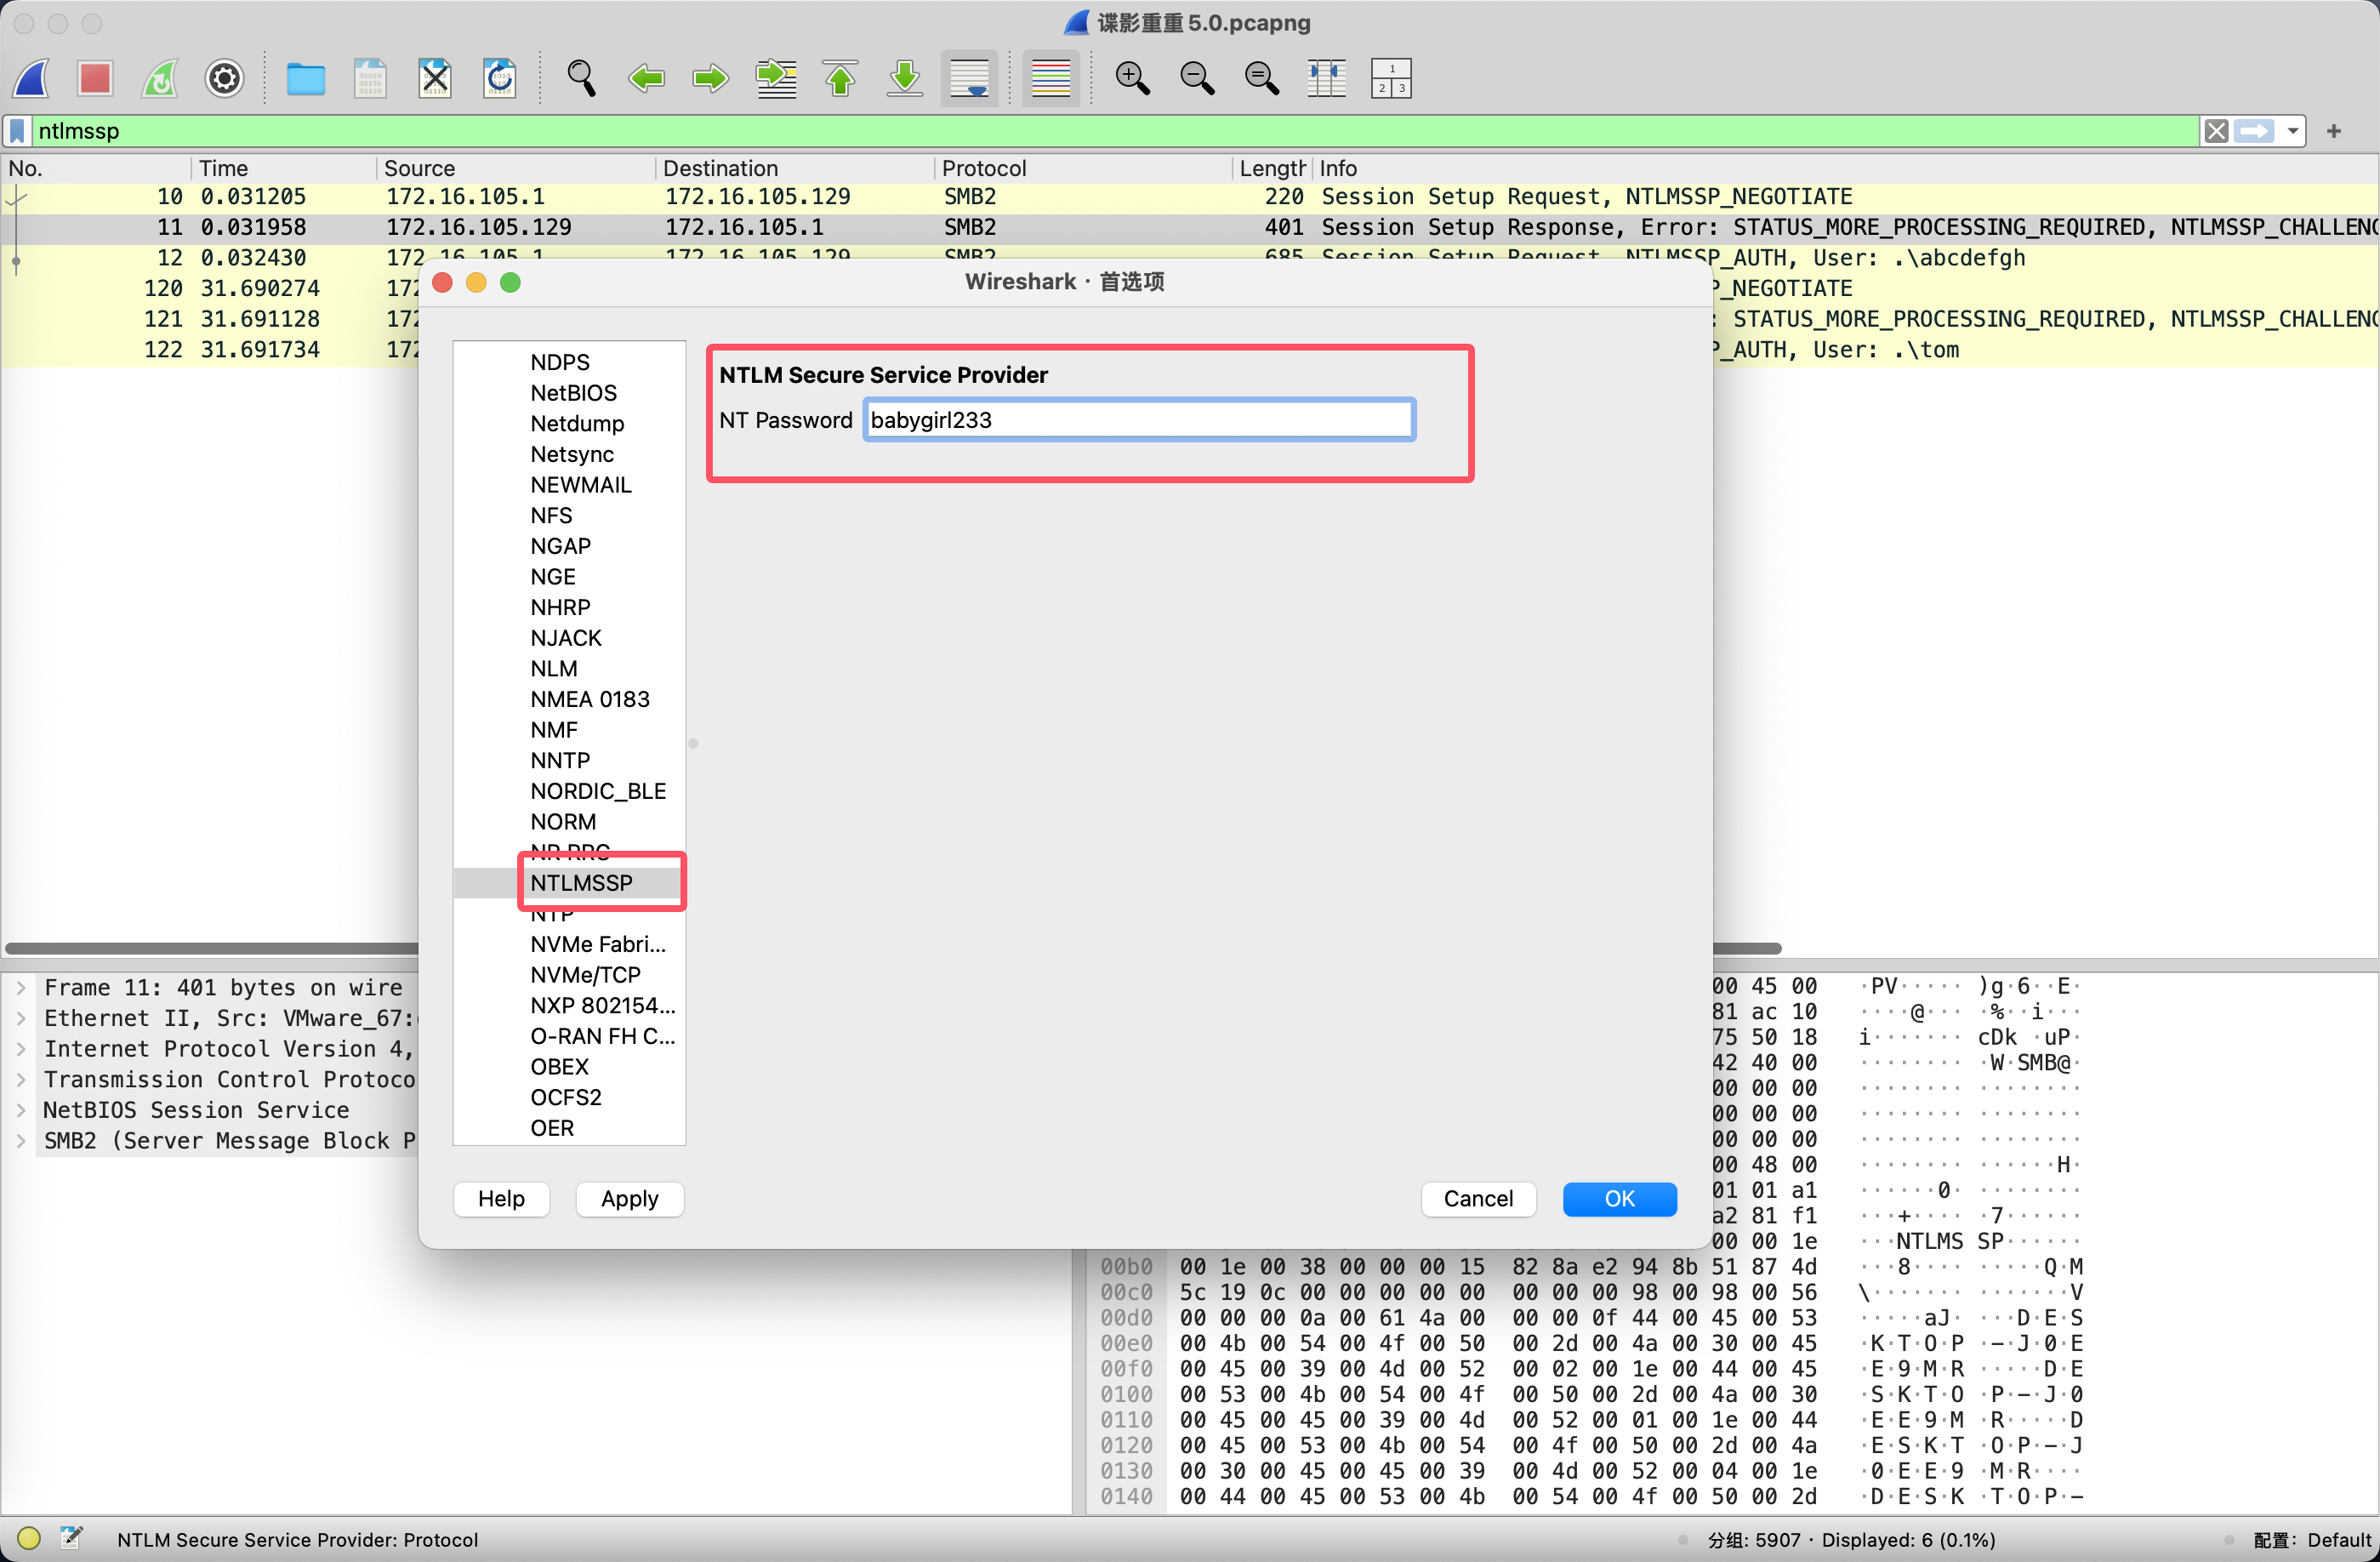 谍影重重5.0.pcapng
ntlmssp
No. Time Source Destination Protocol Length Info
10 0.031205 172.16.105.1 172.16.105.129 SMB2 220 Session Setup Request, NTLMSSP_NEGOTIATE
11 0.031958 172.16.105.129 172.16.105.1 SMB2 401 Session Setup Response, Error: STATUS_MORE_PROCESSING_REQUIRED, NTLMSSP_CHALLENG
12 0.032430 172.16.105.1 172.16.105.129 SMB2 685 Session Setup Request, NTLMSSP_AUTH, User: .\abcdefgh
120 31.690274 172 P_NEGOTIATE
121 31.691128 172 : STATUS_MORE_PROCESSING_REQUIRED, NTLMSSP_CHALLENG
122 31.691734 172 P_AUTH, User: .\tom
Wireshark · 首选项
NDPS
NetBIOS
Netdump
Netsync
NEWMAIL
NFS
NGAP
NGE
NHRP
NJACK
NLM
NMEA 0183
NMF
NNTP
NORDIC_BLE
NORM
NR RRC
NTLMSSP
NTP
NVMe Fabri...
NVMe/TCP
NXP 802154...
O-RAN FH C...
OBEX
OCFS2
OER
NTLM Secure Service Provider
NT Password babygirl233
Help Apply Cancel OK
Frame 11: 401 bytes on wire
Ethernet II, Src: VMware_67:
Internet Protocol Version 4,
Transmission Control Protoco
NetBIOS Session Service
SMB2 (Server Message Block P
00 45 00 ·PV····· )g·6··E·
81 ac 10 ····@··· ·%··i···
75 50 18 i······· cDk ·uP·
42 40 00 ········ ·W·SMB@·
00 00 00 ········ ········
00 00 00 ········ ········
00 00 00 ········ ········
00 48 00 ········ ······H·
01 01 a1 ······0· ········
a2 81 f1 ···+···· ·7······
00 00 1e ···NTLMS SP······
00b0 00 1e 00 38 00 00 00 15 82 8a e2 94 8b 51 87 4d ···8···· ·····Q·M
00c0 5c 19 0c 00 00 00 00 00 00 00 00 98 00 98 00 56 \······· ·······V
00d0 00 00 00 0a 00 61 4a 00 00 00 0f 44 00 45 00 53 ·····aJ· ···D·E·S
00e0 00 4b 00 54 00 4f 00 50 00 2d 00 4a 00 30 00 45 ·K·T·O·P ·-·J·0·E
00f0 00 45 00 39 00 4d 00 52 00 02 00 1e 00 44 00 45 ·E·9·M·R ·····D·E
0100 00 53 00 4b 00 54 00 4f 00 50 00 2d 00 4a 00 30 ·S·K·T·O ·P·-·J·0
0110 00 45 00 45 00 39 00 4d 00 52 00 01 00 1e 00 44 ·E·E·9·M ·R·····D
0120 00 45 00 53 00 4b 00 54 00 4f 00 50 00 2d 00 4a ·E·S·K·T ·O·P·-·J
0130 00 30 00 45 00 45 00 39 00 4d 00 52 00 04 00 1e ·0·E·E·9 ·M·R····
0140 00 44 00 45 00 53 00 4b 00 54 00 4f 00 50 00 2d ·D·E·S·K ·T·O·P·-
NTLM Secure Service Provider: Protocol 分组: 5907 · Displayed: 6 (0.1%) 配置: Default